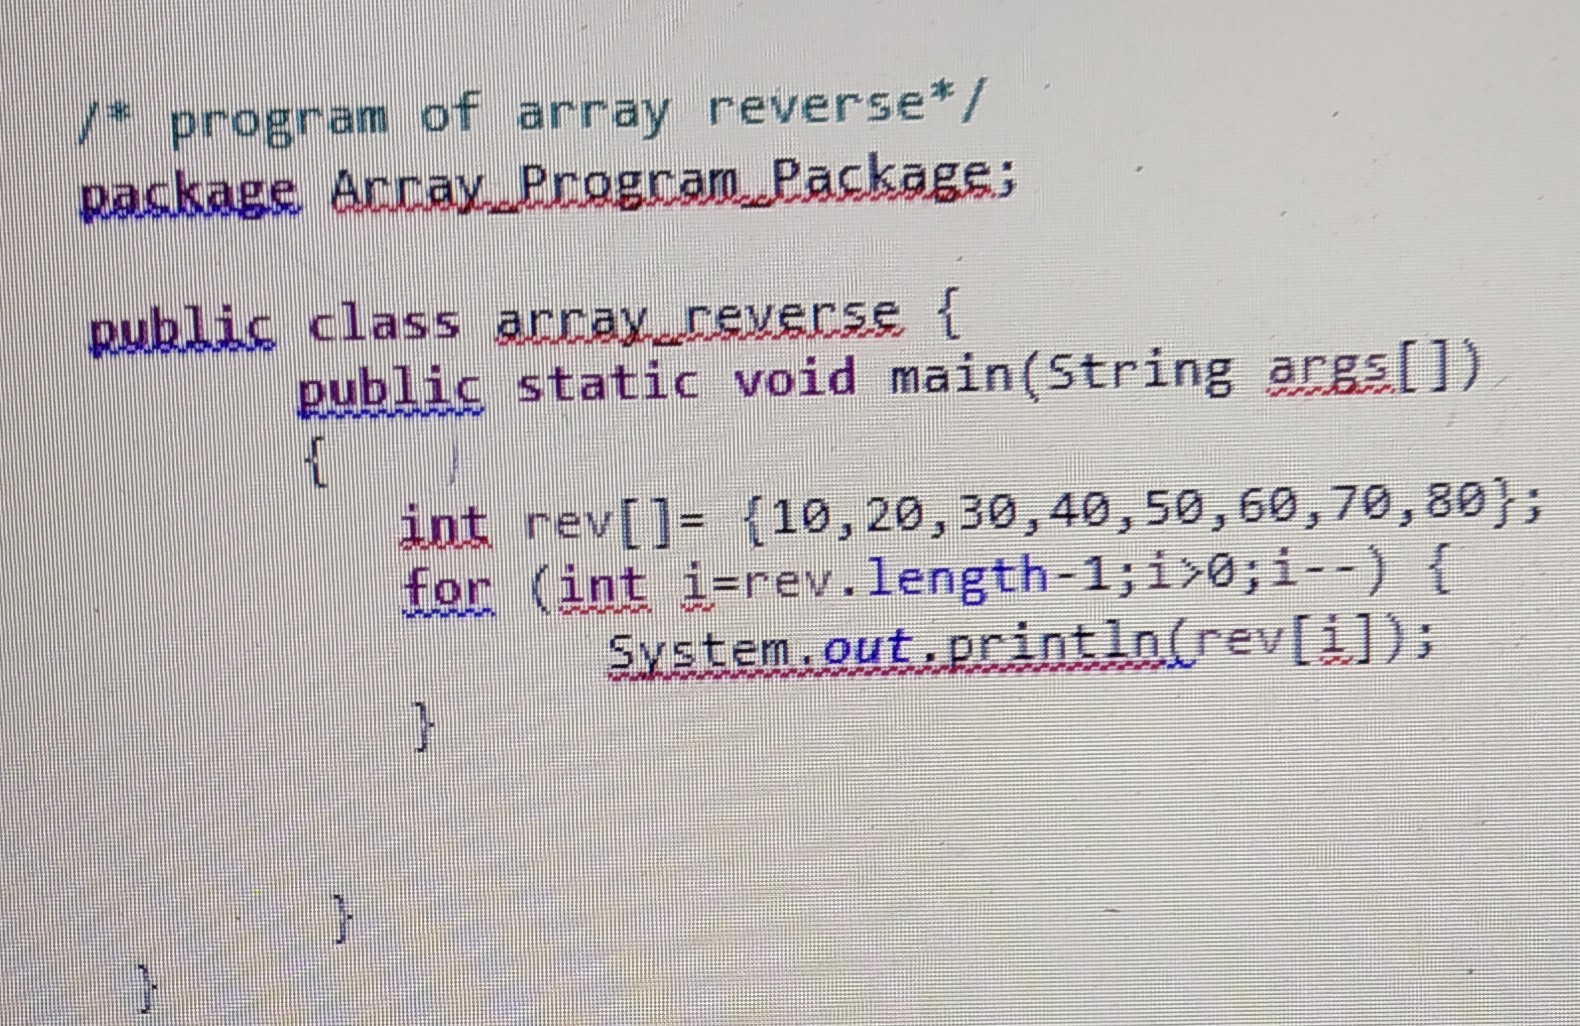 /* program of array reverse*/
package Array_Program_Package;
public class array_reverse {
public static void main(String args[])
{
int rev[]= {10,20,30,40,50,60,70,80};
for (int i=rev.length-1;i>0;i--) {
System.out.println(rev[i]);
}
}
}